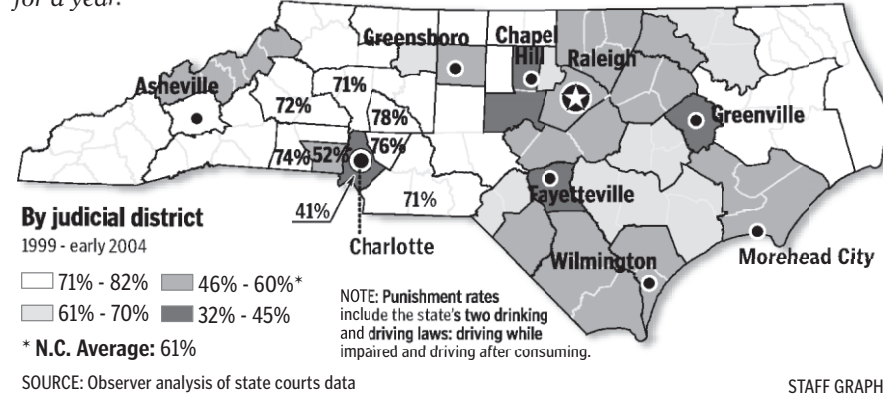 for a year.
Greensboro
Chapel
Hill
Raleigh
Asheville
71%
72%
78%
Greenville
76%
74%
52%
41%
71%
Fayetteville
Charlotte
Wilmington
Morehead City
By judicial district
1999 - early 2004
71% - 82%
46% - 60%*
61% - 70%
32% - 45%
* N.C. Average: 61%
NOTE: Punishment rates
include the state's two drinking
and driving laws: driving while
impaired and driving after consuming.
SOURCE: Observer analysis of state courts data
STAFF GRAPH